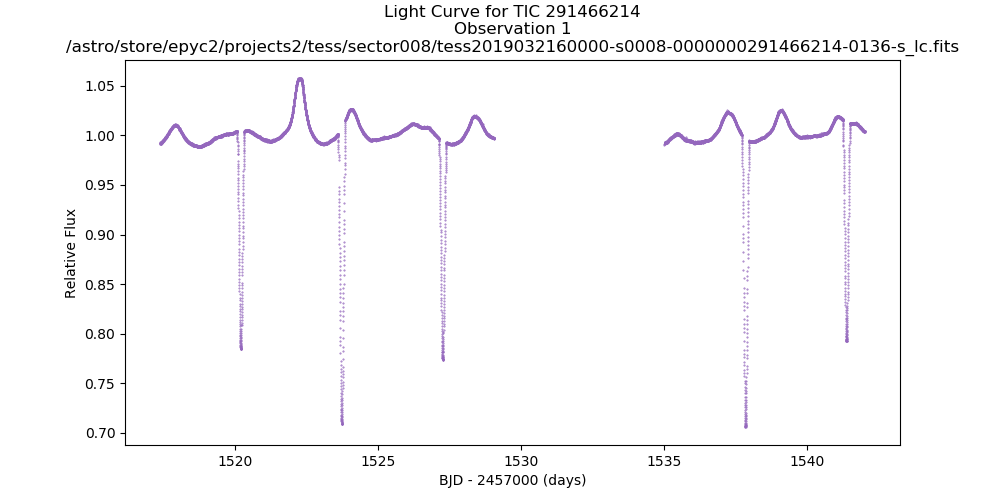 Light Curve for TIC 291466214
Observation 1
/astro/store/epyc2/projects2/tess/sector008/tess2019032160000-s0008-0000000291466214-0136-s_lc.fits
1.05
1.00
0.95
0.90
0.85
0.80
0.75
0.70
Relative Flux
1520
1525
1530
1535
1540
BJD - 2457000 (days)